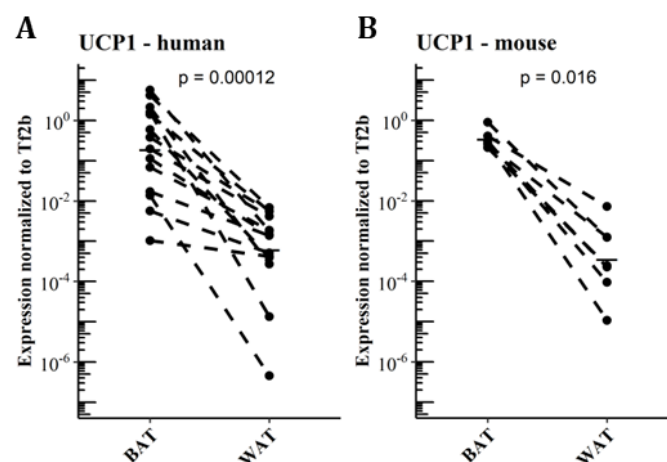 A
UCP1 - human
p = 0.00012
Expression normalized to Tf2b
10^0
10^-2
10^-4
10^-6
BAT
WAT
B
UCP1 - mouse
p = 0.016
Expression normalized to Tf2b
10^0
10^-2
10^-4
10^-6
BAT
WAT